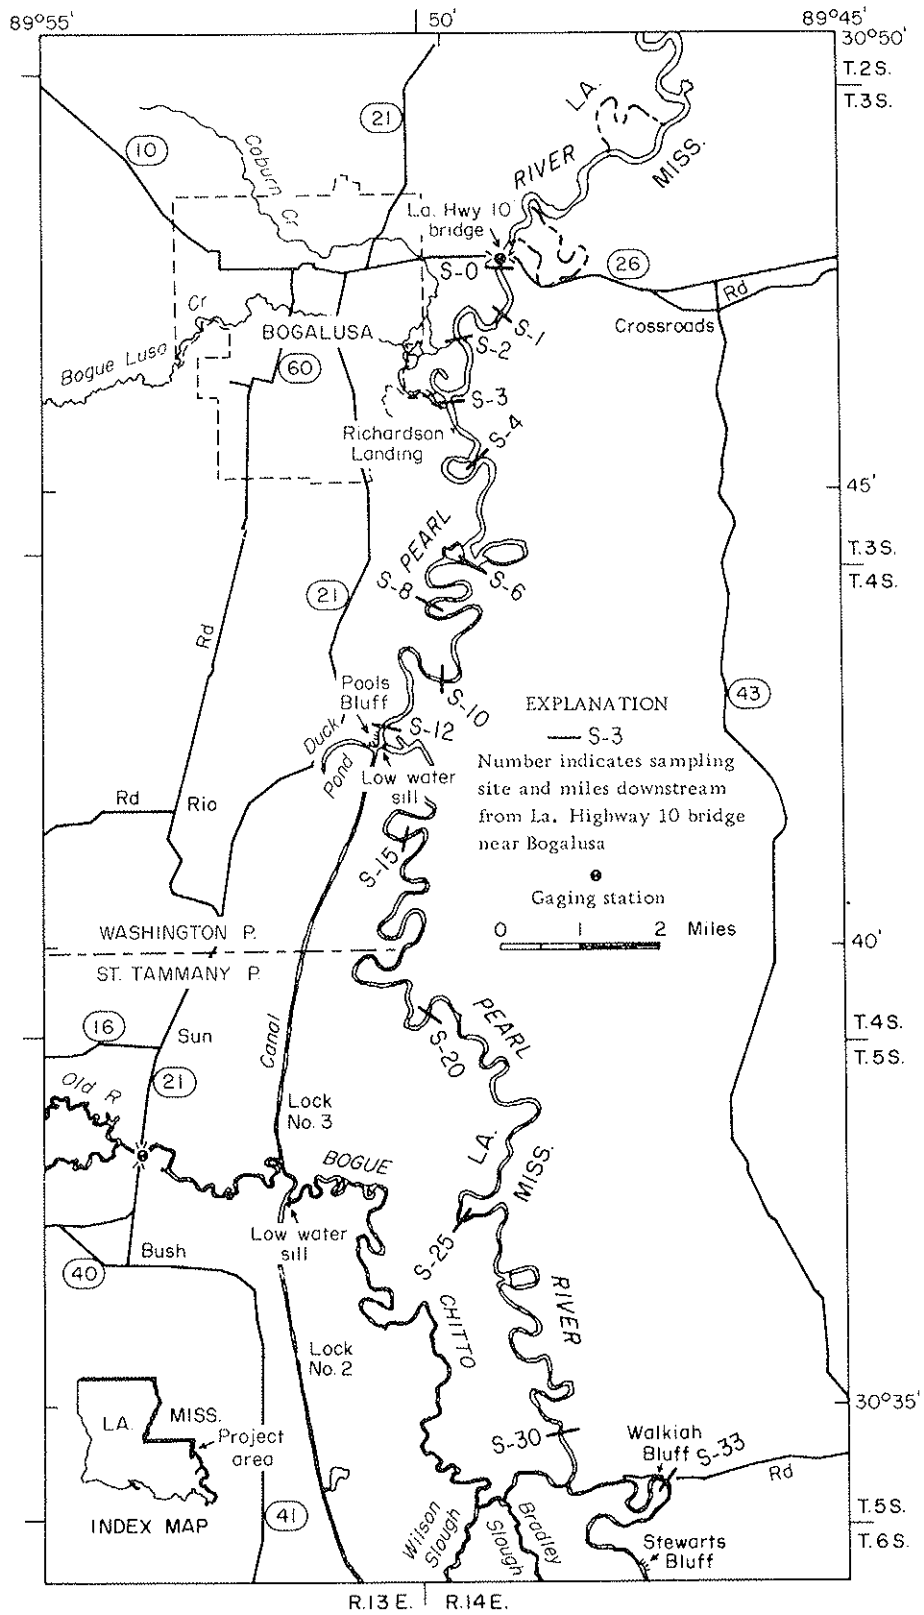 89°55'
50'
89°45'
30°50'
T.2S.
T.3S.
10
21
Coburn Cr
RIVER
LA.
MISS.
La. Hwy 10
bridge
S-0
26
Rd
Crossroads
S-1
S-2
Bogue Lusa Cr
BOGALUSA
60
S-3
Richardson
Landing
S-4
45'
PEARL
T.3S.
T.4S.
S-6
S-8
21
Rd
43
S-10
Pools
Bluff
EXPLANATION
S-3
Number indicates sampling
site and miles downstream
from La. Highway 10 bridge
near Bogalusa
Gaging station
0 1 2 Miles
S-12
Duck
Pond
Low water
sill
Rd
Rio
S-15
WASHINGTON P.
ST. TAMMANY P.
40'
PEARL
T.4S.
T.5S.
S-20
16
Sun
Canal
21
Old R
Lock
No. 3
BOGUE
LA.
MISS.
Low water
sill
S-25
Bush
40
CHITTO
RIVER
Lock
No. 2
30°35'
LA.
MISS.
Project
area
INDEX MAP
S-30
Walkiah
Bluff
S-33
Rd
T.5S.
T.6S.
41
Wilson
Slough
Bradley
Slough
Stewarts
Bluff
R.13 E.
R.14E.